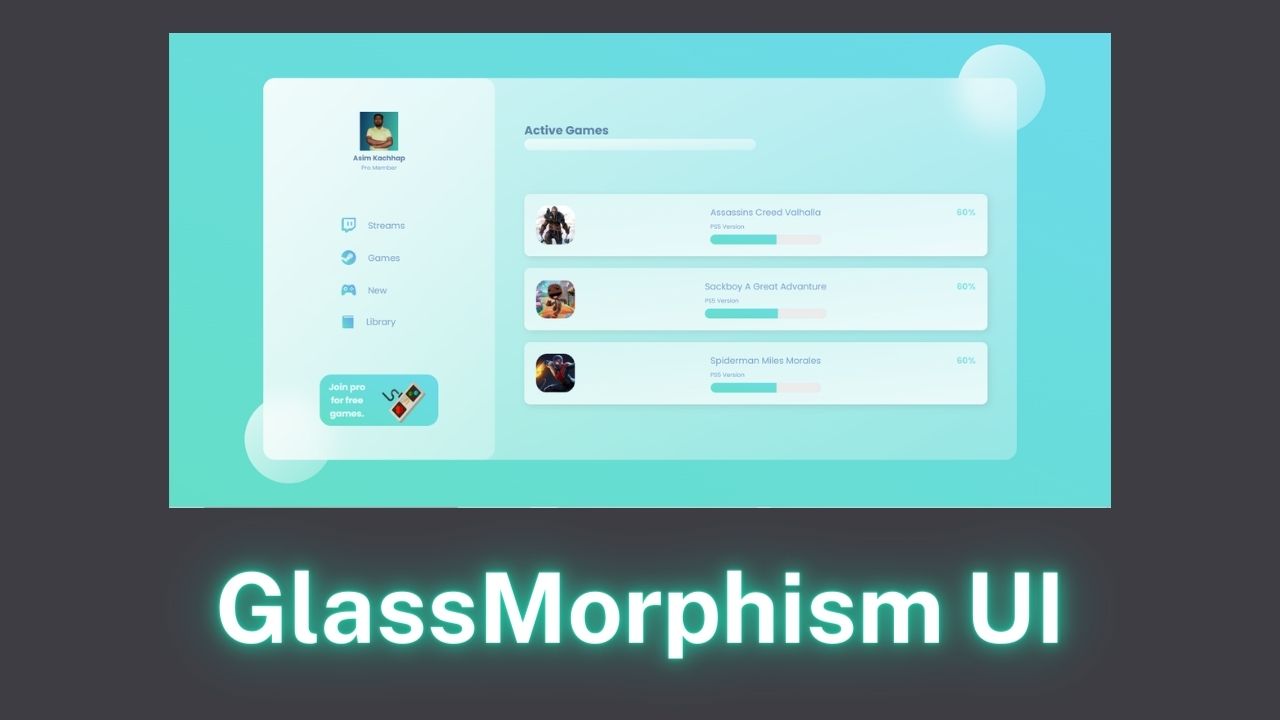 Asim Kachhap
Pro Member
Streams
Games
New
Library
Join pro
for free
games.
Active Games
Assassins Creed Valhalla
PS5 Version
60%
Sackboy A Great Advanture
PS5 Version
60%
Spiderman Miles Morales
PS5 Version
60%
GlassMorphism UI